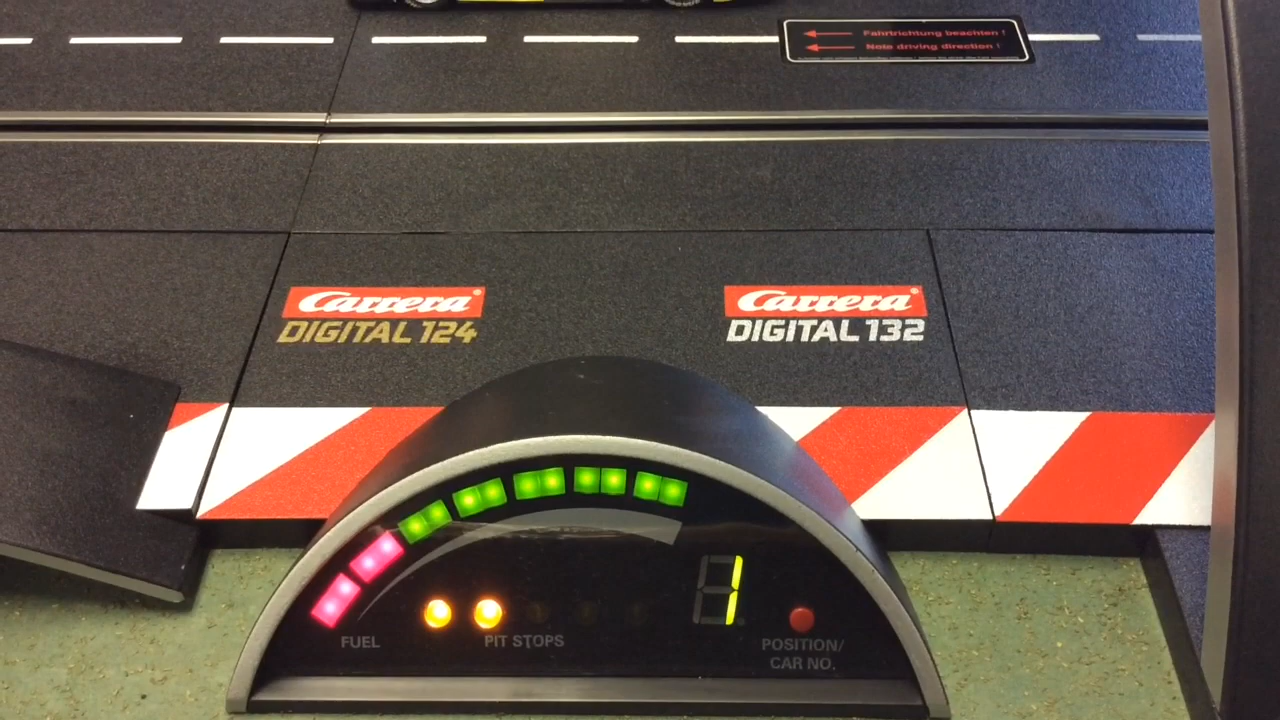 Fahrtrichtung beachten !
Note driving direction !
Carrera®
DIGITAL 124
Carrera®
DIGITAL 132
1
FUEL
PIT STOPS
POSITION/
CAR NO.